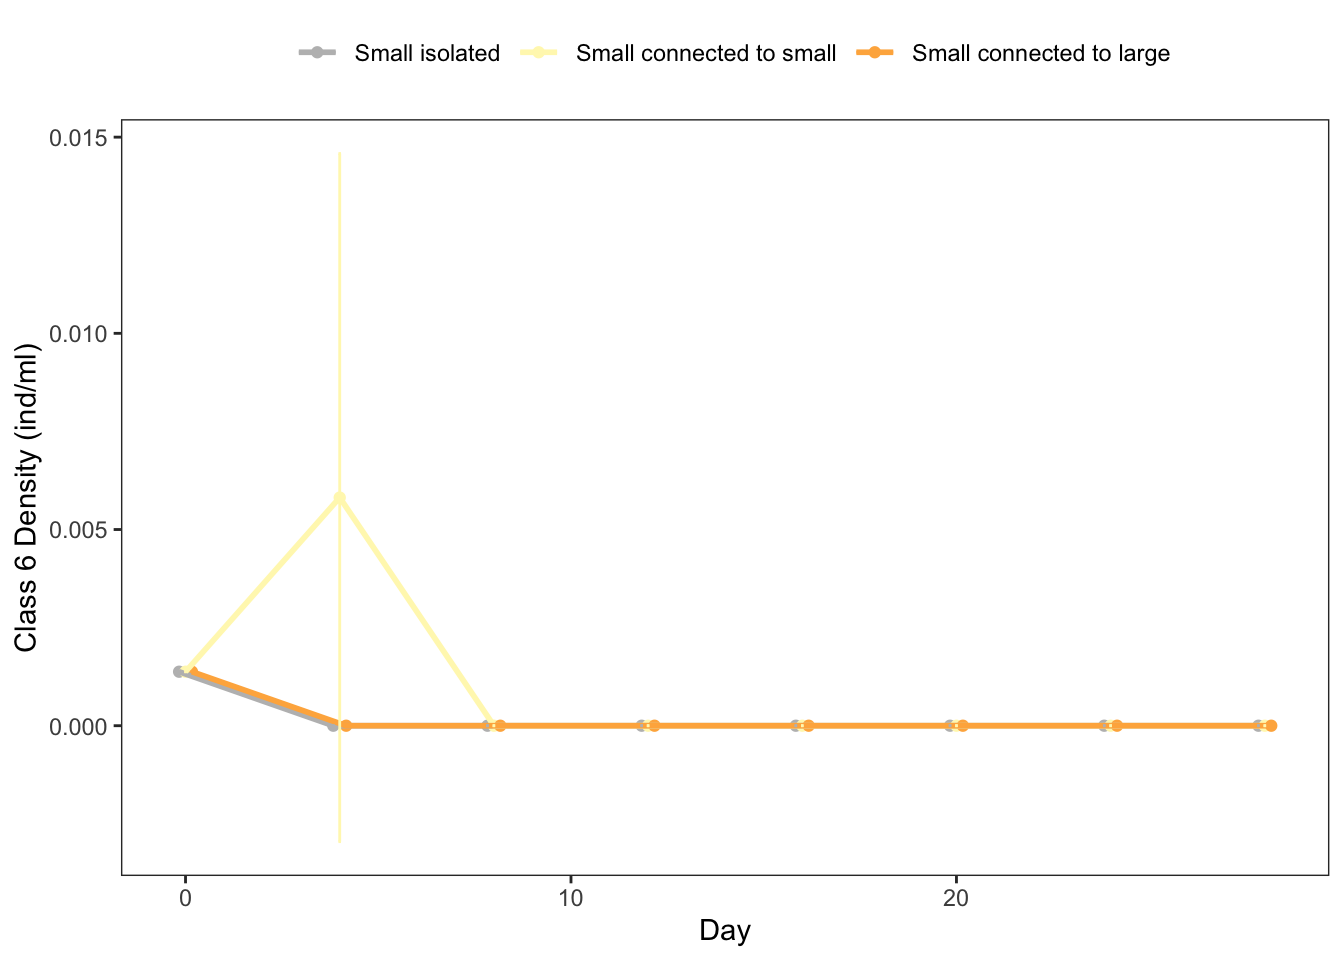 Small isolated Small connected to small Small connected to large
0.015
0.010
0.005
0.000
Class 6 Density (ind/ml)
0 10 20
Day